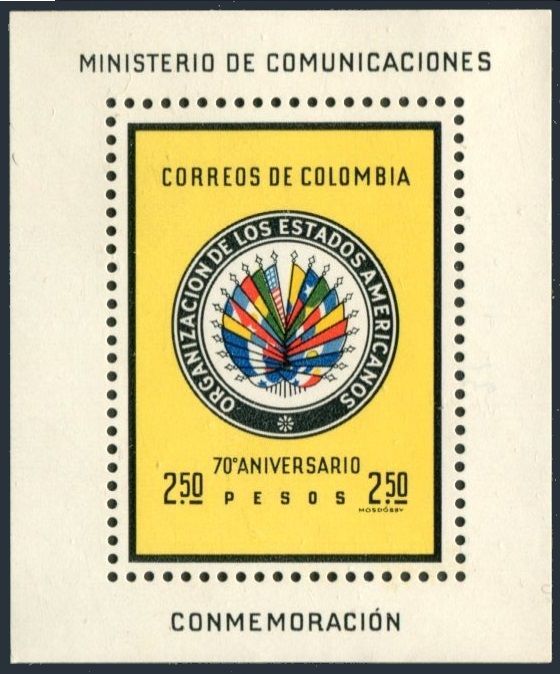 MINISTERIO DE COMUNICACIONES
CORREOS DE COLOMBIA
ORGANIZACION DE LOS ESTADOS AMERICANOS
70º ANIVERSARIO
2.50 PESOS 2.50
MOSDÓSSY
CONMEMORACIÓN